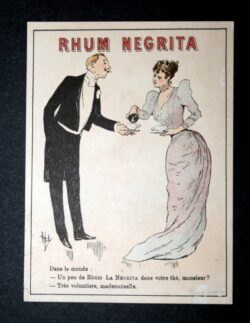 RHUM NEGRITA
Dans le monde
— Un peu de Rhum LA NEGRITA dans votre thé, monsieur ?
— Très volontiers, mademoiselle.